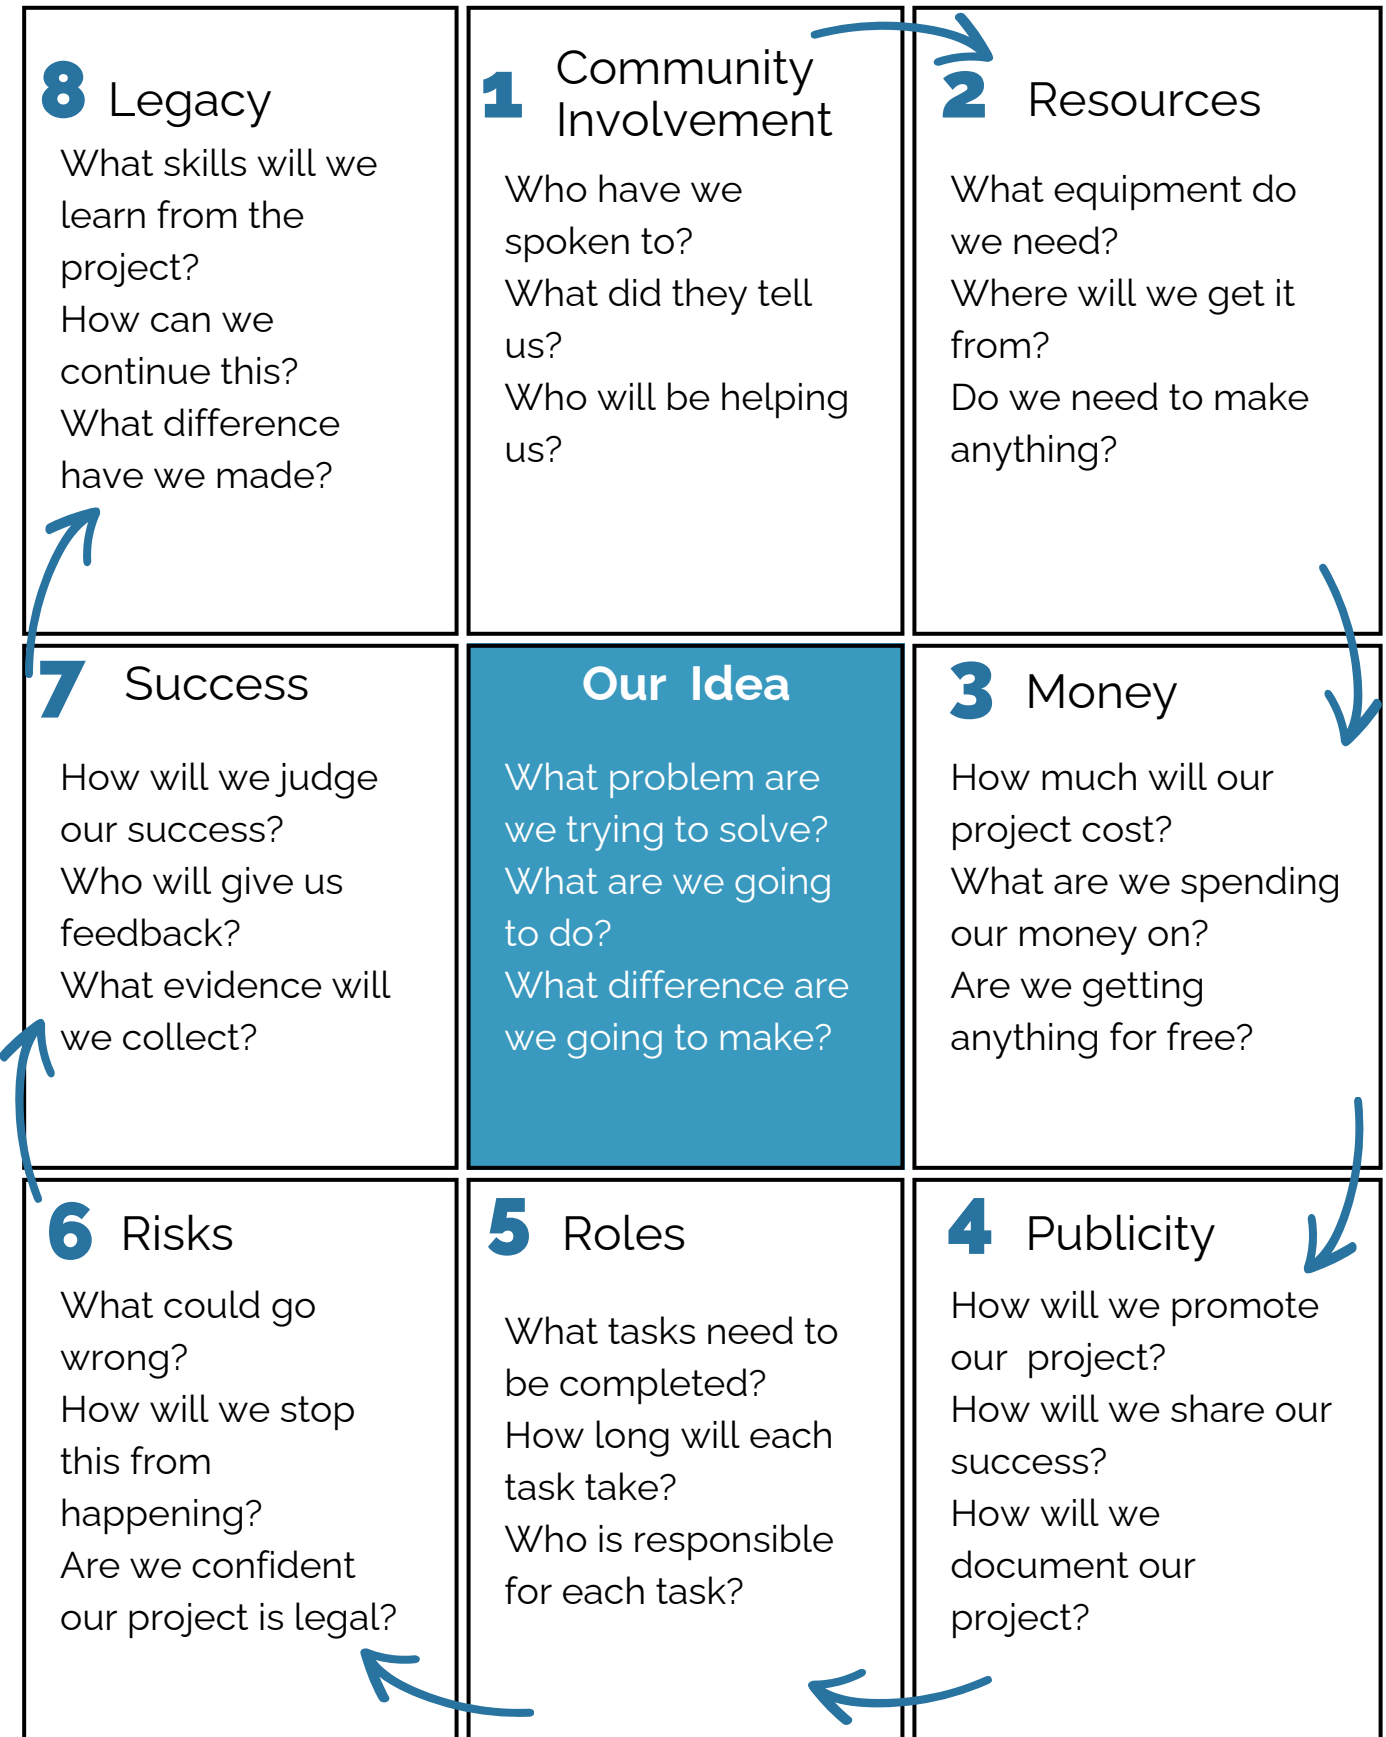 8 Legacy
What skills will we
learn from the
project?
How can we
continue this?
What difference
have we made?
1 Community
Involvement
Who have we
spoken to?
What did they tell
us?
Who will be helping
us?
2 Resources
What equipment do
we need?
Where will we get it
from?
Do we need to make
anything?
7 Success
How will we judge
our success?
Who will give us
feedback?
What evidence will
we collect?
Our Idea
What problem are
we trying to solve?
What are we going
to do?
What difference are
we going to make?
3 Money
How much will our
project cost?
What are we spending
our money on?
Are we getting
anything for free?
6 Risks
What could go
wrong?
How will we stop
this from
happening?
Are we confident
our project is legal?
5 Roles
What tasks need to
be completed?
How long will each
task take?
Who is responsible
for each task?
4 Publicity
How will we promote
our project?
How will we share our
success?
How will we
document our
project?